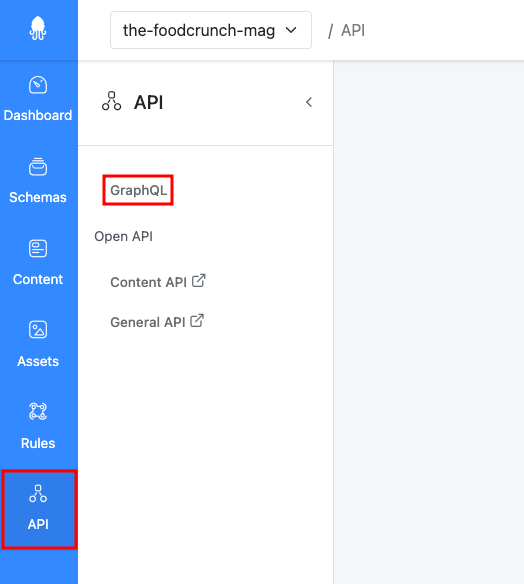 the-foodcrunch-mag / API
Dashboard
Schemas
Content
Assets
Rules
API
API
GraphQL
Open API
Content API
General API